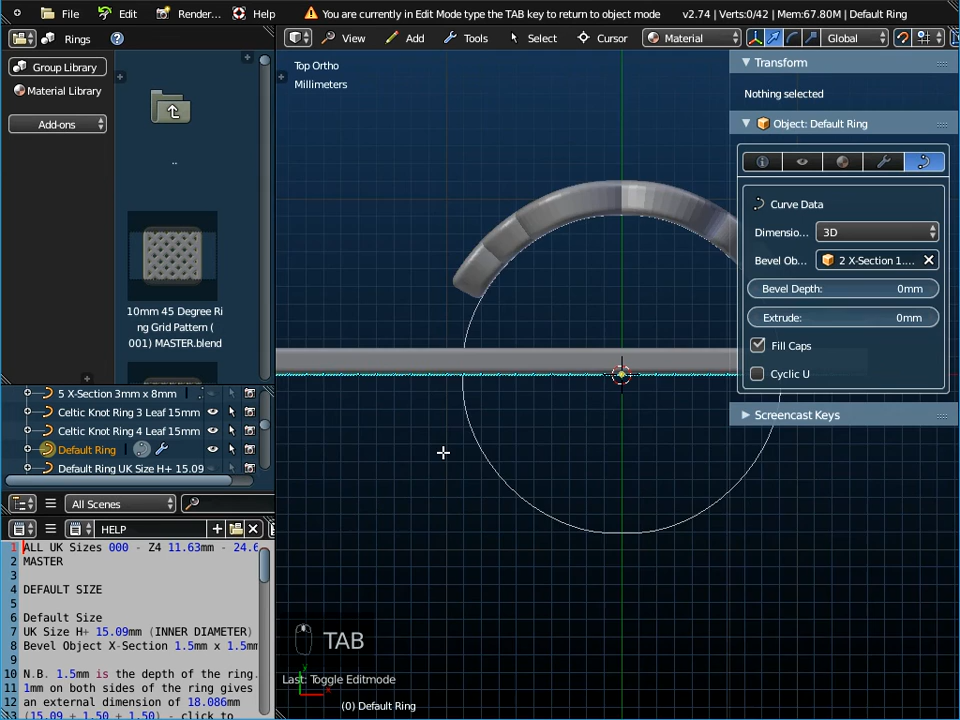 File Edit Render... Help You are currently in Edit Mode type the TAB key to return to object mode v2.74 | Verts:0/42 | Mem:67.80M | Default Ring
Rings
View Add Tools Select Cursor Material Global
Group Library
Material Library
Add-ons
..
10mm 45 Degree Ri
ng Grid Pattern (
001) MASTER.blend
Top Ortho
Millimeters
Transform
Nothing selected
Object: Default Ring
Curve Data
Dimensio... 3D
Bevel Ob... 2 X-Section 1....
Bevel Depth: 0mm
Extrude: 0mm
Fill Caps
Cyclic U
Screencast Keys
5 X-Section 3mm x 8mm
Celtic Knot Ring 3 Leaf 15mm
Celtic Knot Ring 4 Leaf 15mm
Default Ring
Default Ring UK Size H+ 15.09
All Scenes
HELP
1 ALL UK Sizes 000 - Z4 11.63mm - 24.6
2 MASTER
3
4 DEFAULT SIZE
5
6 Default Size
7 UK Size H+ 15.09mm (INNER DIAMETER)
8 Bevel Object X-Section 1.5mm x 1.5mm
9
10 N.B. 1.5mm is the depth of the ring.
11 1mm on both sides of the ring gives
12 an external dimension of 18.086mm
13 (15.09 + 1.50 + 1.50) - click to
TAB
Last: Toggle Editmode
y
x
(0) Default Ring